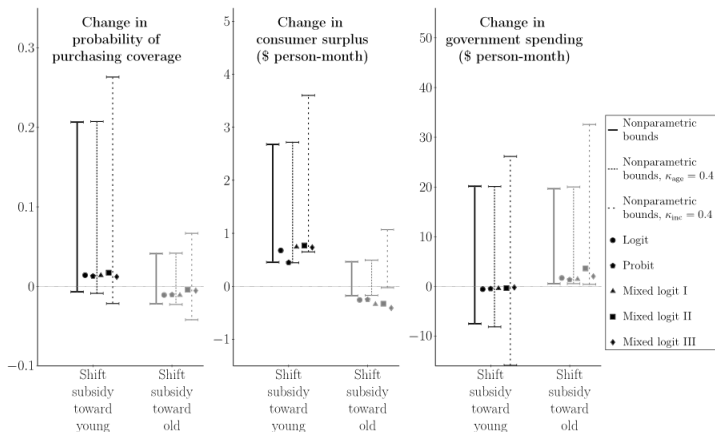 Change in
probability of
purchasing coverage
0.3
0.2
0.1
0
−0.1
Shift
subsidy
toward
young
Shift
subsidy
toward
old
Change in
consumer surplus
($ person-month)
5
4
3
2
1
0
−1
Shift
subsidy
toward
young
Shift
subsidy
toward
old
Change in
government spending
($ person-month)
50
40
30
20
10
0
−10
Shift
subsidy
toward
young
Shift
subsidy
toward
old
Nonparametric
bounds
Nonparametric
bounds, κage = 0.4
Nonparametric
bounds, κinc = 0.4
Logit
Probit
Mixed logit I
Mixed logit II
Mixed logit III